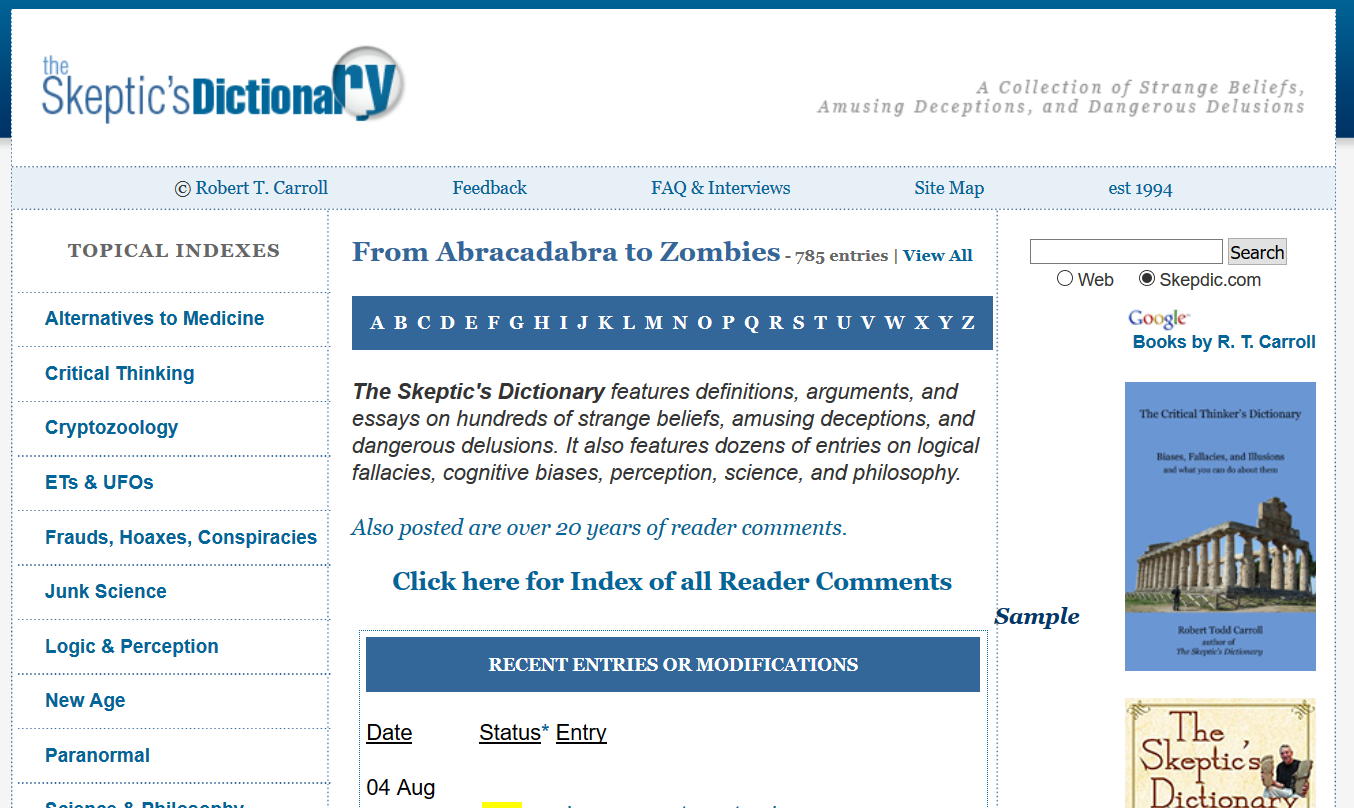 the
Skeptic'sDictionary
A Collection of Strange Beliefs,
Amusing Deceptions, and Dangerous Delusions
© Robert T. Carroll
Feedback
FAQ & Interviews
Site Map
est 1994
TOPICAL INDEXES
Alternatives to Medicine
Critical Thinking
Cryptozoology
ETs & UFOs
Frauds, Hoaxes, Conspiracies
Junk Science
Logic & Perception
New Age
Paranormal
Science & Philosophy
From Abracadabra to Zombies - 785 entries | View All
A B C D E F G H I J K L M N O P Q R S T U V W X Y Z
The Skeptic's Dictionary features definitions, arguments, and
essays on hundreds of strange beliefs, amusing deceptions, and
dangerous delusions. It also features dozens of entries on logical
fallacies, cognitive biases, perception, science, and philosophy.
Also posted are over 20 years of reader comments.
Click here for Index of all Reader Comments
RECENT ENTRIES OR MODIFICATIONS
Date Status* Entry
04 Aug
Search
Web Skepdic.com
Google™
Books by R. T. Carroll
The Critical Thinker's Dictionary
Biases, Fallacies, and Illusions
and what you can do about them
Robert Todd Carroll
author of
The Skeptic's Dictionary
Sample
The
Skeptic's
Dictionary